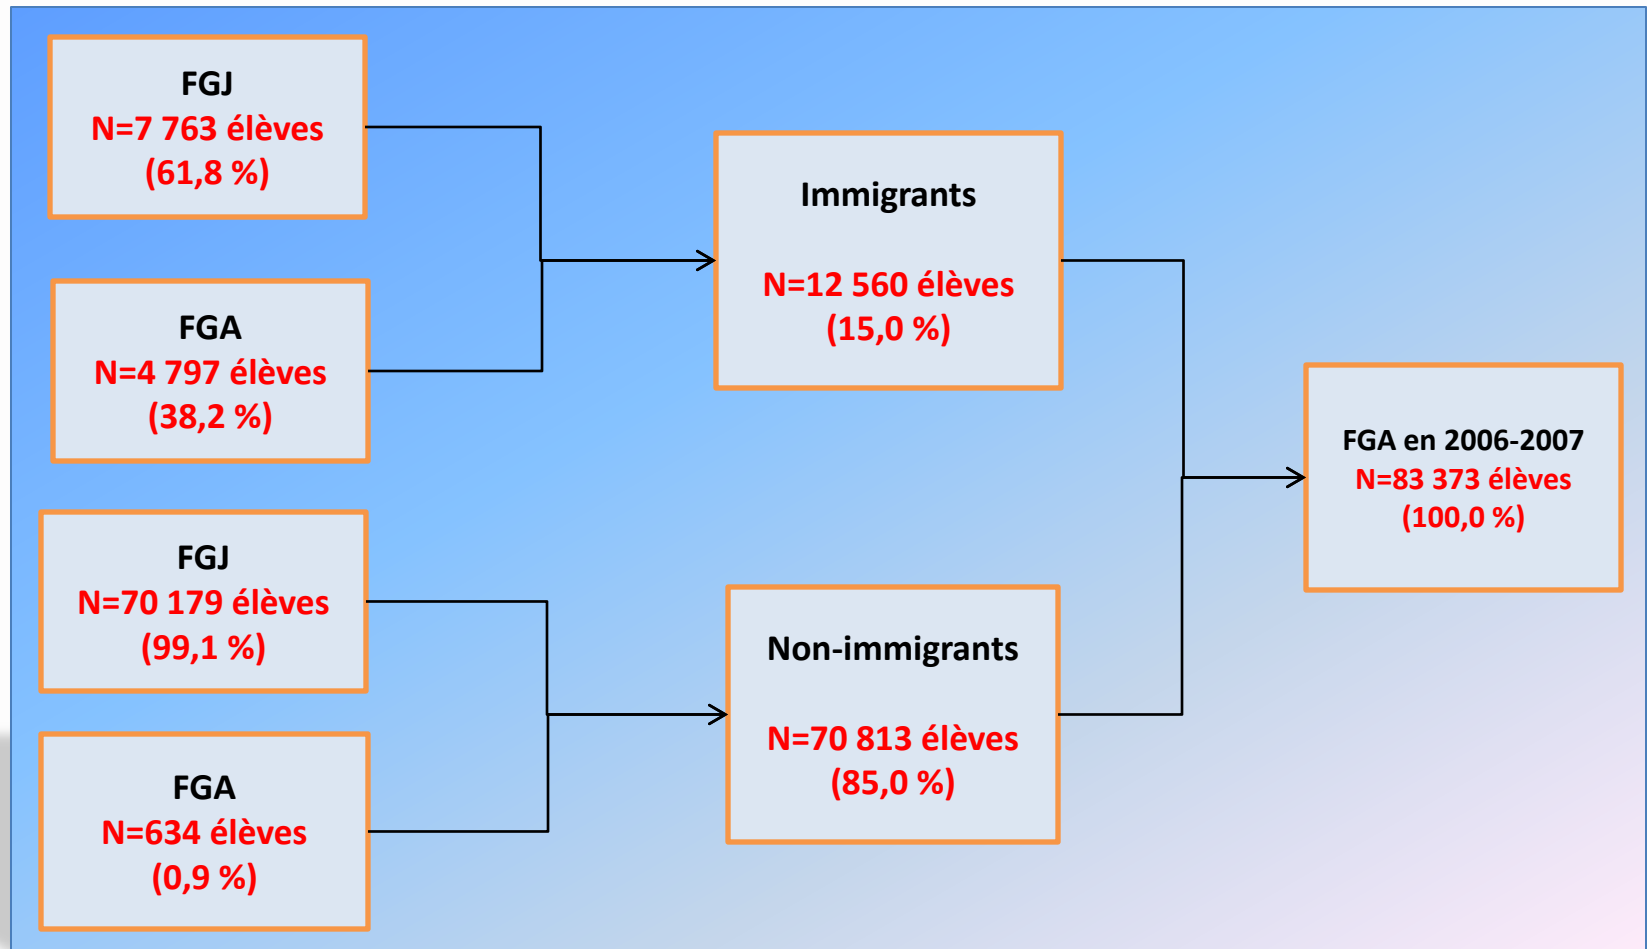 FGJ
N=7 763 élèves
(61,8 %)
FGA
N=4 797 élèves
(38,2 %)
FGJ
N=70 179 élèves
(99,1 %)
FGA
N=634 élèves
(0,9 %)
Immigrants
N=12 560 élèves
(15,0 %)
Non-immigrants
N=70 813 élèves
(85,0 %)
FGA en 2006-2007
N=83 373 élèves
(100,0 %)